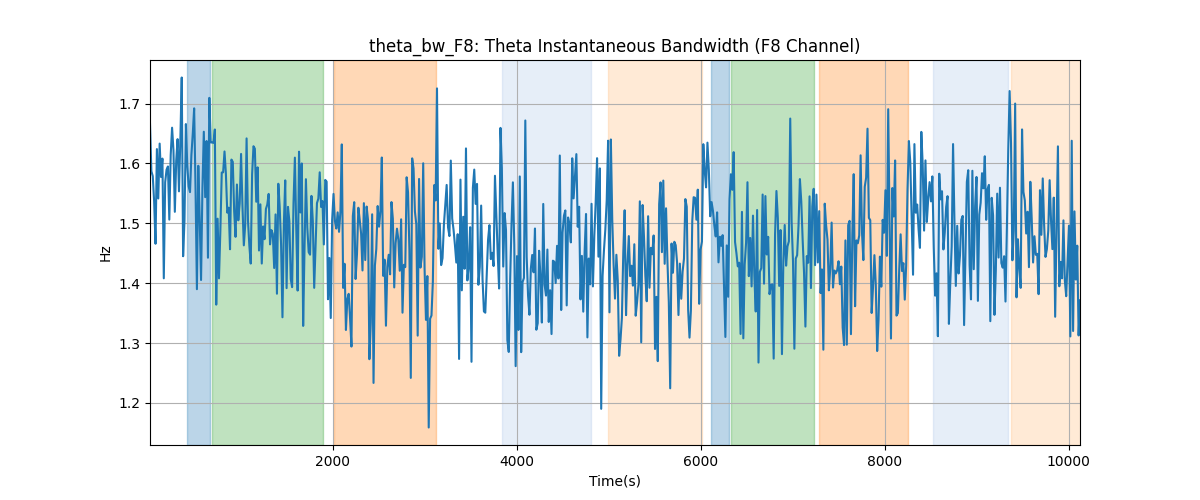 theta_bw_F8: Theta Instantaneous Bandwidth (F8 Channel)
Hz
1.7
1.6
1.5
1.4
1.3
1.2
2000 4000 6000 8000 10000
Time(s)